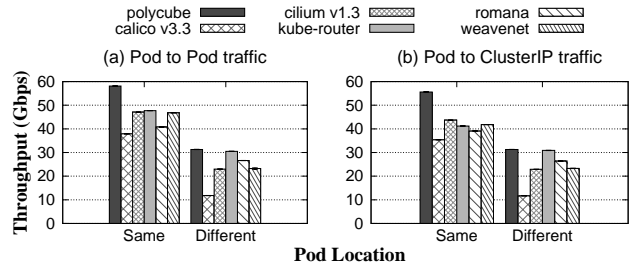 polycube cilium v1.3 romana
calico v3.3 kube-router weavenet
(a) Pod to Pod traffic (b) Pod to ClusterIP traffic
Throughput (Gbps)
60 60
50 50
40 40
30 30
20 20
10 10
0 0
Same Different Same Different
Pod Location